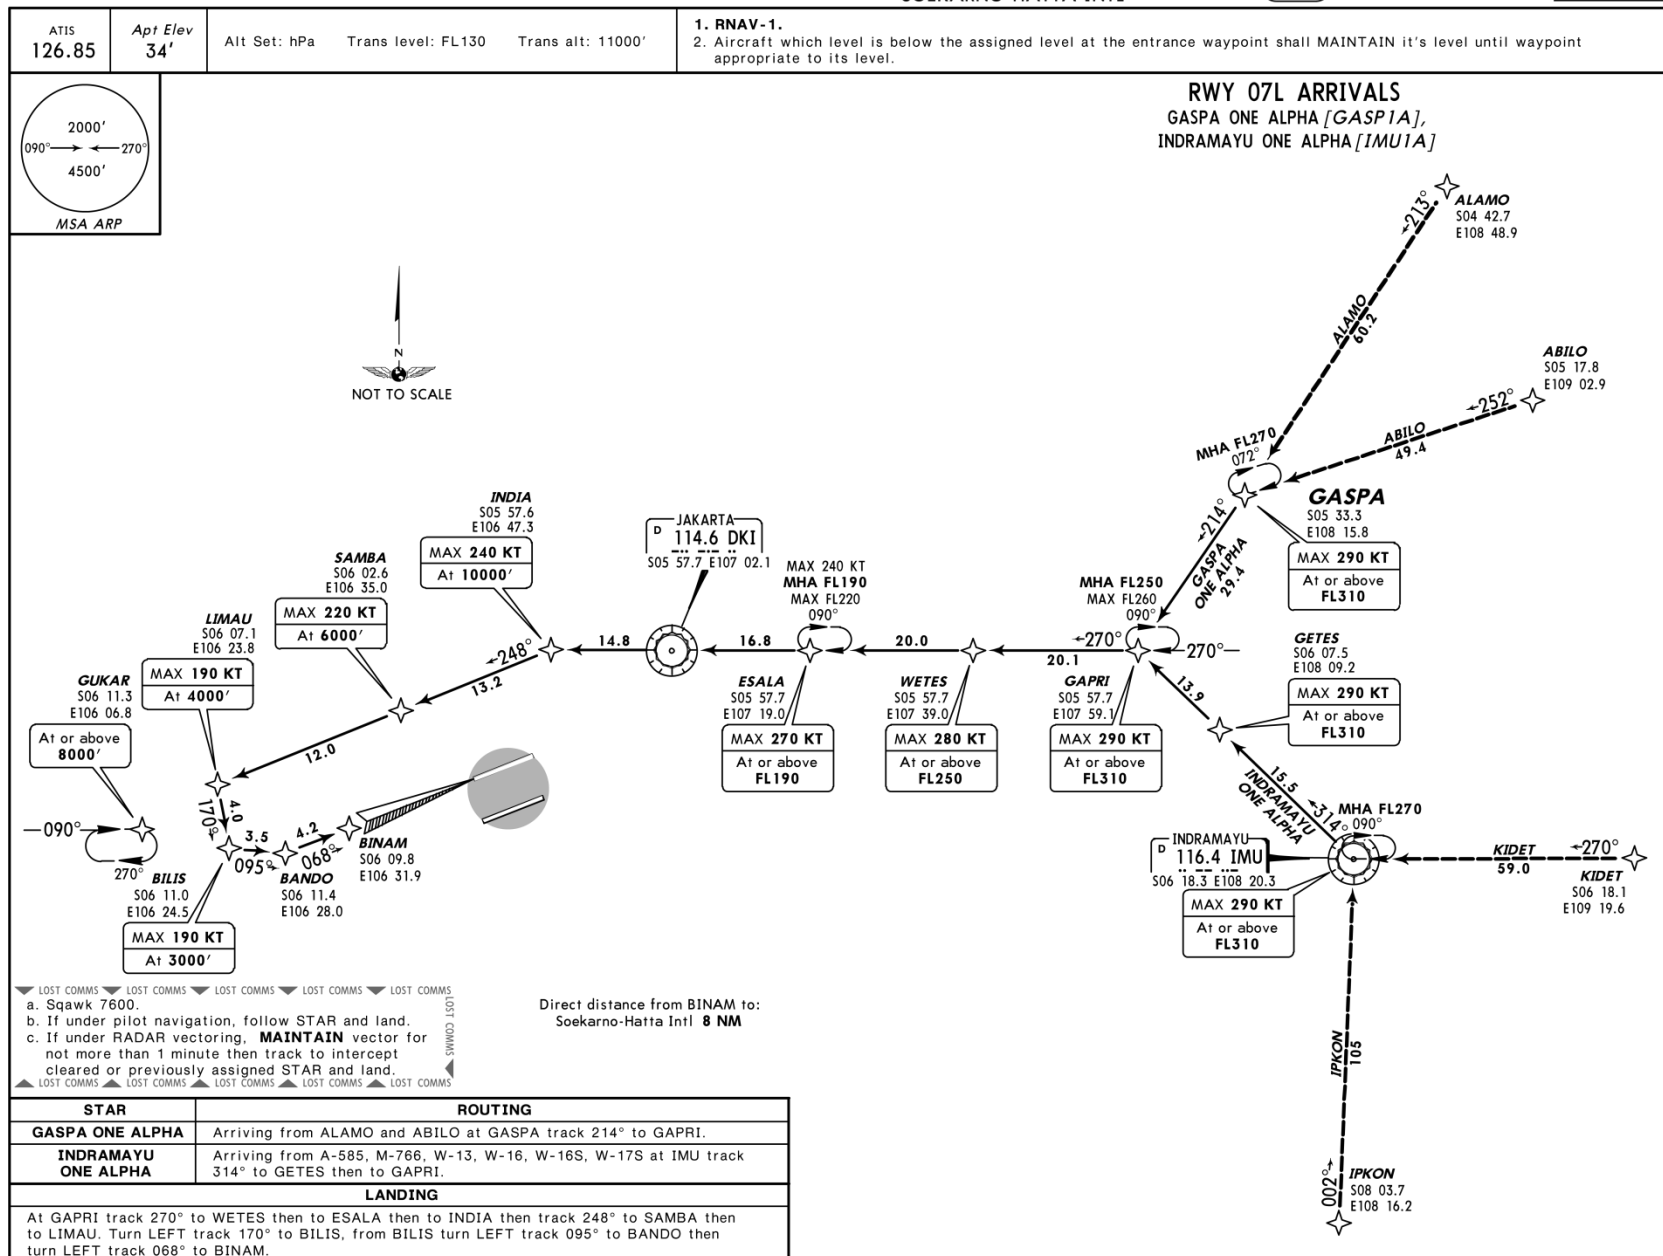 ATIS
126.85
Apt Elev
34'
Alt Set: hPa Trans level: FL130 Trans alt: 11000'
1. RNAV-1.
2. Aircraft which level is below the assigned level at the entrance waypoint shall MAINTAIN it's level until waypoint
appropriate to its level.
2000'
090° 270°
4500'
MSA ARP
RWY 07L ARRIVALS
GASPA ONE ALPHA [GASP1A],
INDRAMAYU ONE ALPHA [IMU1A]
N
NOT TO SCALE
ALAMO
S04 42.7
E108 48.9
213°
ALAMO
60.2
ABILO
S05 17.8
E109 02.9
252°
ABILO
49.4
MHA FL270
072°
GASPA
S05 33.3
E108 15.8
MAX 290 KT
At or above
FL310
214°
GASPA
ONE ALPHA
29.4
INDIA
S05 57.6
E106 47.3
MAX 240 KT
At 10000'
JAKARTA
D 114.6 DKI
S05 57.7 E107 02.1
MAX 240 KT
MHA FL190
MAX FL220
090°
MHA FL250
MAX FL260
090°
270°
270°
SAMBA
S06 02.6
E106 35.0
MAX 220 KT
At 6000'
LIMAU
S06 07.1
E106 23.8
MAX 190 KT
At 4000'
GUKAR
S06 11.3
E106 06.8
At or above
8000'
248°
13.2
14.8
16.8
20.0
20.1
12.0
ESALA
S05 57.7
E107 19.0
MAX 270 KT
At or above
FL190
WETES
S05 57.7
E107 39.0
MAX 280 KT
At or above
FL250
GAPRI
S05 57.7
E107 59.1
MAX 290 KT
At or above
FL310
GETES
S06 07.5
E108 09.2
MAX 290 KT
At or above
FL310
13.9
15.5
INDRAMAYU
ONE ALPHA
314°
MHA FL270
090°
INDRAMAYU
D 116.4 IMU
S06 18.3 E108 20.3
MAX 290 KT
At or above
FL310
KIDET
59.0
270°
KIDET
S06 18.1
E109 19.6
090°
270°
170°
4.0
3.5
095°
4.2
068°
BILIS
S06 11.0
E106 24.5
MAX 190 KT
At 3000'
BANDO
S06 11.4
E106 28.0
BINAM
S06 09.8
E106 31.9
IPKON
105
002°
IPKON
S08 03.7
E108 16.2
LOST COMMS LOST COMMS LOST COMMS LOST COMMS LOST COMMS
a. Sqawk 7600.
b. If under pilot navigation, follow STAR and land.
c. If under RADAR vectoring, MAINTAIN vector for
not more than 1 minute then track to intercept
cleared or previously assigned STAR and land.
LOST COMMS
LOST COMMS LOST COMMS LOST COMMS LOST COMMS LOST COMMS
Direct distance from BINAM to:
Soekarno-Hatta Intl 8 NM
STAR ROUTING
GASPA ONE ALPHA Arriving from ALAMO and ABILO at GASPA track 214° to GAPRI.
INDRAMAYU
ONE ALPHA
Arriving from A-585, M-766, W-13, W-16, W-16S, W-17S at IMU track
314° to GETES then to GAPRI.
LANDING
At GAPRI track 270° to WETES then to ESALA then to INDIA then track 248° to SAMBA then
to LIMAU. Turn LEFT track 170° to BILIS, from BILIS turn LEFT track 095° to BANDO then
turn LEFT track 068° to BINAM.